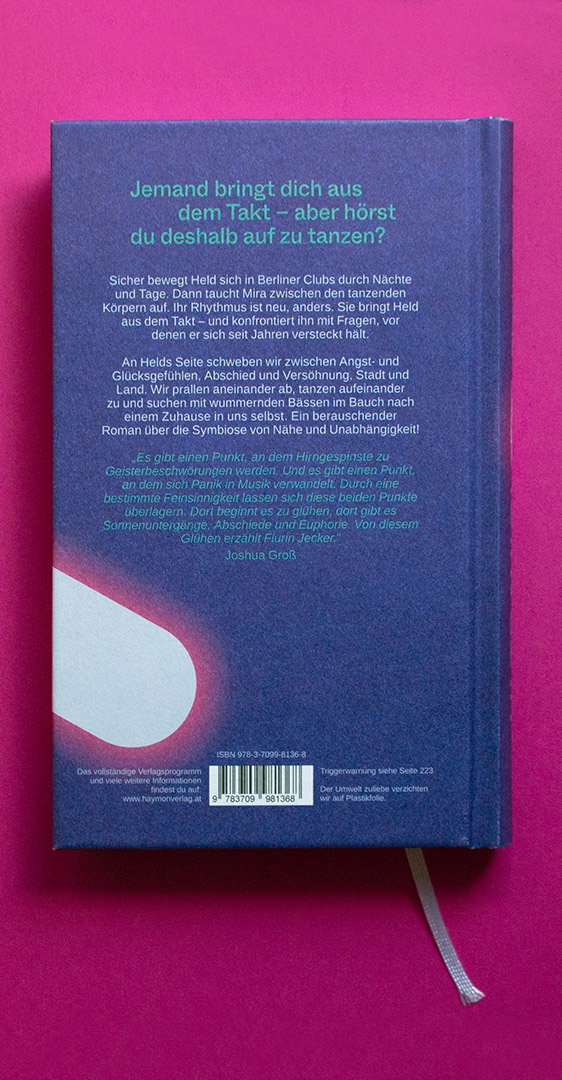 Jemand bringt dich aus
dem Takt – aber hörst
du deshalb auf zu tanzen?
Sicher bewegt Held sich in Berliner Clubs durch Nächte
und Tage. Dann taucht Mira zwischen den tanzenden
Körpern auf. Ihr Rhythmus ist neu, anders. Sie bringt Held
aus dem Takt – und konfrontiert ihn mit Fragen, vor
denen er sich seit Jahren versteckt hält.
An Helds Seite schweben wir zwischen Angst- und
Glücksgefühlen, Abschied und Versöhnung, Stadt und
Land. Wir prallen aneinander ab, tanzen aufeinander
zu und suchen mit wummernden Bässen im Bauch nach
einem Zuhause in uns selbst. Ein berauschender
Roman über die Symbiose von Nähe und Unabhängigkeit!
„Es gibt einen Punkt, an dem Hirngespinste zu
Geisterbeschwörungen werden. Und es gibt einen Punkt,
an dem sich Panik in Musik verwandelt. Durch eine
bestimmte Feinsinnigkeit lassen sich diese beiden Punkte
überlagern. Dort beginnt es zu glühen, dort gibt es
Sonnenuntergänge, Abschiede und Euphorie. Von diesem
Glühen erzählt Flurin Jecker.“
Joshua Groß
ISBN 978-3-7099-8136-8
Das vollständige Verlagsprogramm
und viele weitere Informationen
findest du auf:
www.haymonverlag.at
9 783709 981368
Triggerwarnung siehe Seite 223
Der Umwelt zuliebe verzichten
wir auf Plastikfolie.